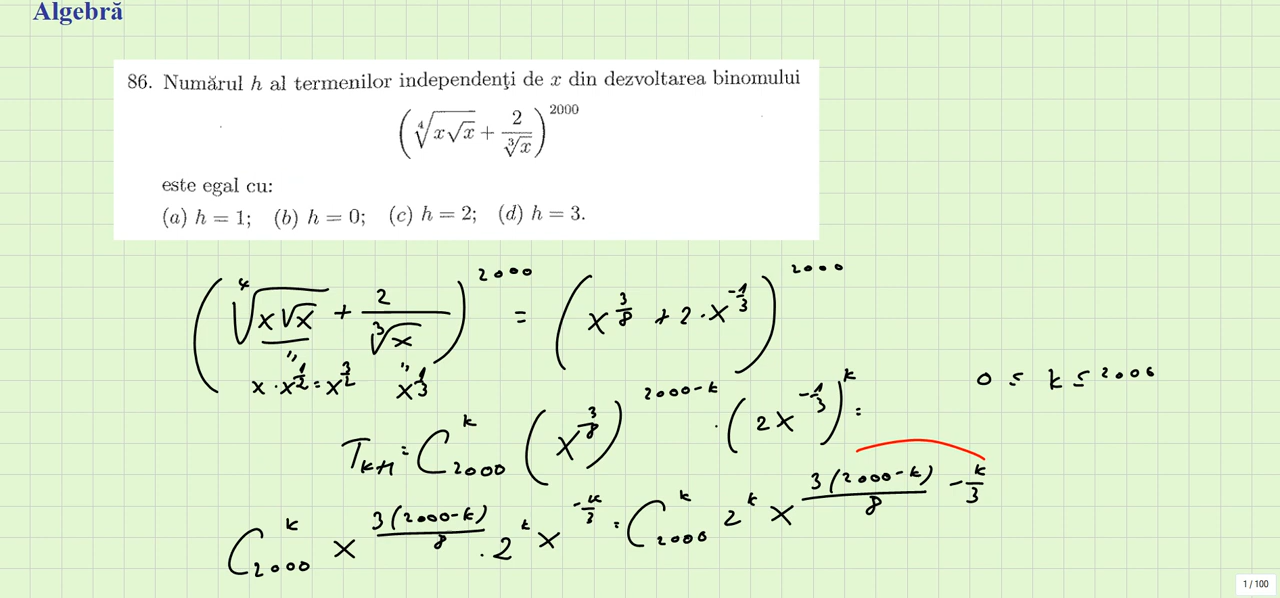 Algebră
86. Numărul h al termenilor independenţi de x din dezvoltarea binomului
(∜(x√x) + 2/∛x)^2000
este egal cu:
(a) h = 1; (b) h = 0; (c) h = 2; (d) h = 3.
(∜(x√x) + 2/∛x)^2000 = (x^(3/8) + 2·x^(-1/3))^2000
x·x^(1/2) = x^(3/2) x^(1/3)
0 ≤ k ≤ 2000
T_(k+1) = C_2000^k (x^(3/8))^(2000-k) · (2x^(-1/3))^k =
C_2000^k x^(3(2000-k)/8) · 2^k x^(-k/3) = C_2000^k 2^k x^(3(2000-k)/8 - k/3)
1 / 100